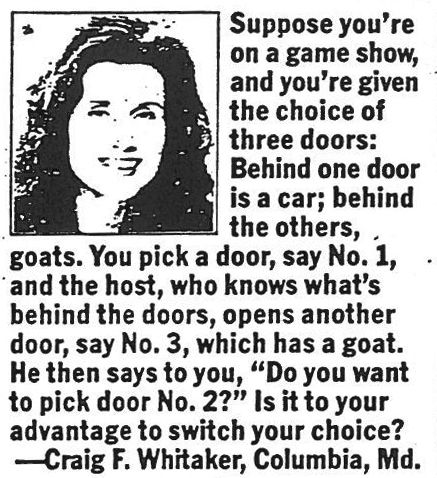 Suppose you're
on a game show,
and you're given
the choice of
three doors:
Behind one door
is a car; behind
the others,
goats. You pick a door, say No. 1,
and the host, who knows what's
behind the doors, opens another
door, say No. 3, which has a goat.
He then says to you, “Do you want
to pick door No. 2?” Is it to your
advantage to switch your choice?
—Craig F. Whitaker, Columbia, Md.